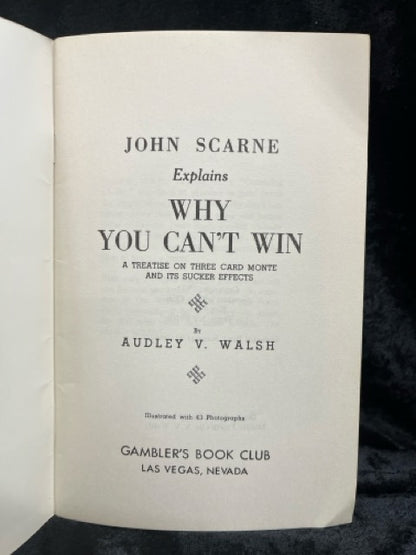 JOHN SCARNE
Explains
WHY
YOU CAN'T WIN
A TREATISE ON THREE CARD MONTE
AND ITS SUCKER EFFECTS
By
AUDLEY V. WALSH
Illustrated with 63 Photographs
GAMBLER'S BOOK CLUB
LAS VEGAS, NEVADA